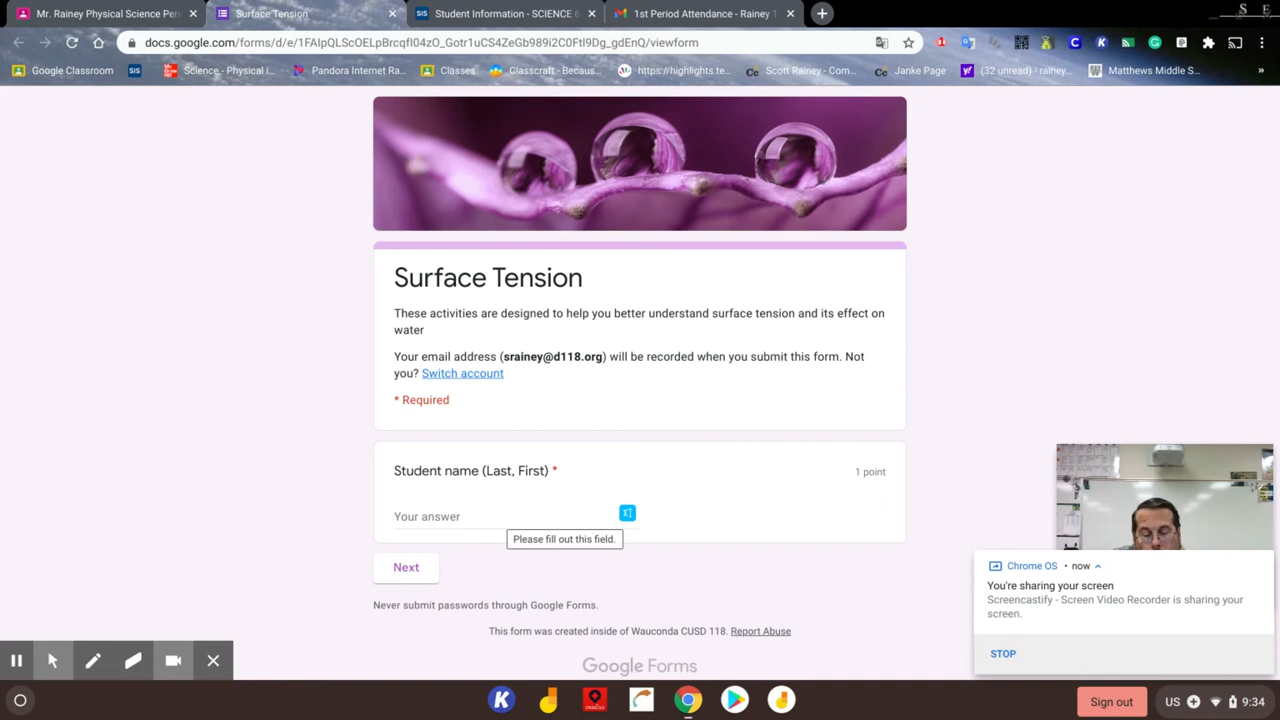 Mr. Rainey Physical Science Per
Surface Tension
Student Information - SCIENCE 6
1st Period Attendance - Rainey 1
S E
docs.google.com/forms/d/e/1FAIpQLScOELpBrcqfI04zO_Gotr1uCS4ZeGb989i2C0Ftl9Dg_gdEnQ/viewform
Google Classroom
SIS
Science - Physical i...
Pandora Internet Ra...
Classes
Classcraft - Becaus...
https://highlights.te...
Scott Rainey - Com...
Janke Page
(32 unread) - rainey...
Matthews Middle S...
»
Surface Tension
These activities are designed to help you better understand surface tension and its effect on
water
Your email address (srainey@d118.org) will be recorded when you submit this form. Not
you? Switch account
* Required
Student name (Last, First) *
1 point
Your answer
Please fill out this field.
Next
Never submit passwords through Google Forms.
This form was created inside of Wauconda CUSD 118. Report Abuse
Google Forms
Chrome OS • now
You're sharing your screen
Screencastify - Screen Video Recorder is sharing your
screen.
STOP
Sign out
US
9:34